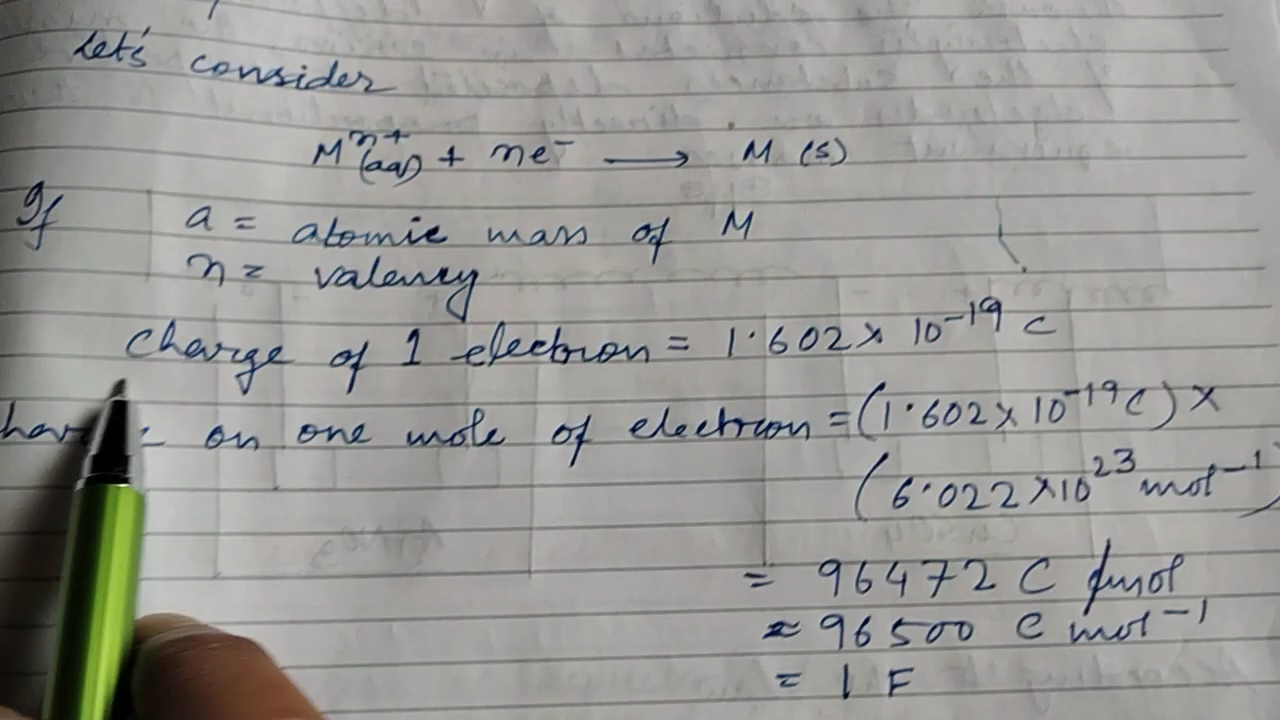 Let's consider
Mⁿ⁺(aq) + ne⁻ ⟶ M (s)
If a = atomic mass of M
n = valency
Charge of 1 electron = 1.602 × 10⁻¹⁹ C
on one mole of electron = (1.602 × 10⁻¹⁹ C) ×
(6.022 × 10²³ mol⁻¹)
= 96472 C /mol
≈ 96500 C mol⁻¹
= 1 F